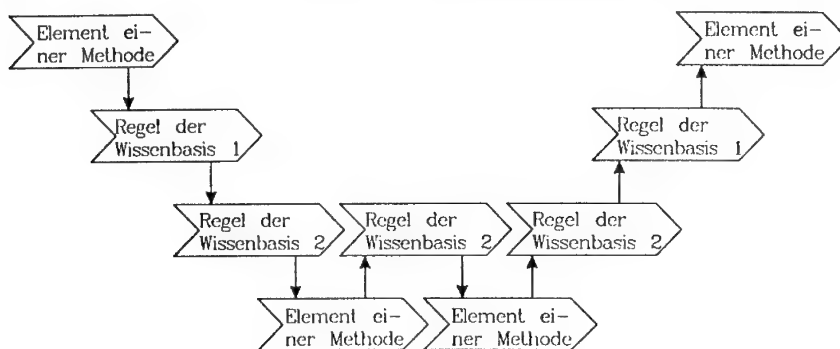 Element ei-
ner Methode
Element ei-
ner Methode
Regel der
Wissenbasis 1
Regel der
Wissenbasis 1
Regel der
Wissenbasis 2
Regel der
Wissenbasis 2
Regel der
Wissenbasis 2
Element ei-
ner Methode
Element ei-
ner Methode